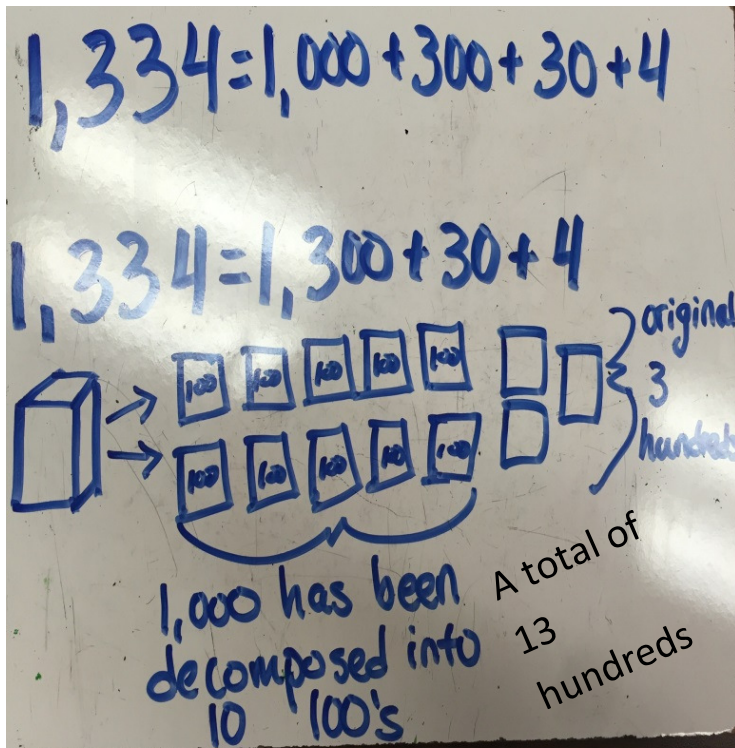 1,334=1,000+300+30+4
1,334=1,300+30+4
100 100 100 100 100
original
3
hundreds
100 100 100 100 100
1,000 has been
decomposed into
10 100's
A total of
13
hundreds